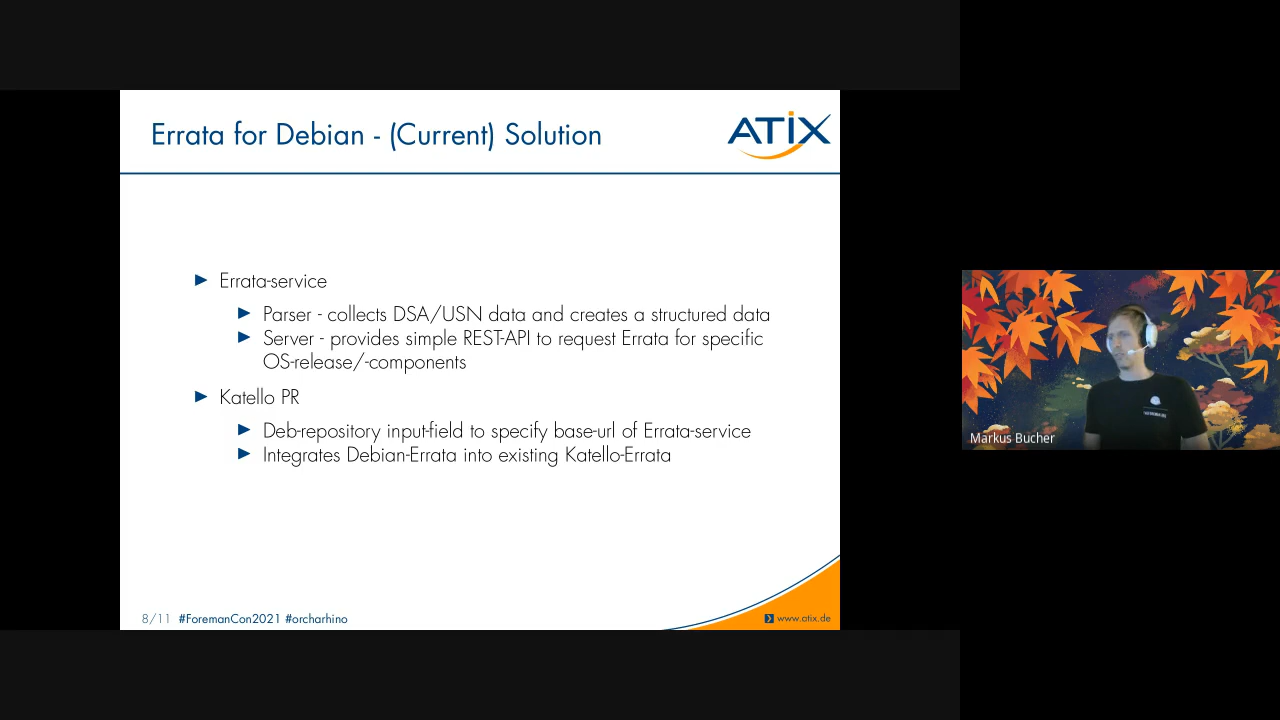 Errata for Debian - (Current) Solution
ATIX
Errata-service
Parser - collects DSA/USN data and creates a structured data
Server - provides simple REST-API to request Errata for specific
OS-release/-components
Katello PR
Deb-repository input-field to specify base-url of Errata-service
Integrates Debian-Errata into existing Katello-Errata
8/11 #ForemanCon2021 #orcharhino
www.atix.de
Markus Bucher